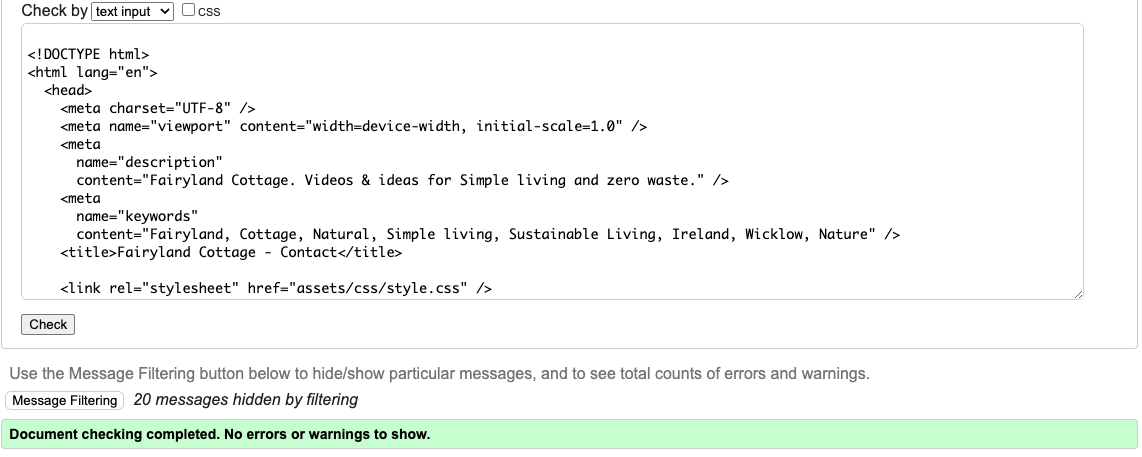 Check by text input CSS
<!DOCTYPE html>
<html lang="en">
<head>
<meta charset="UTF-8" />
<meta name="viewport" content="width=device-width, initial-scale=1.0" />
<meta
name="description"
content="Fairyland Cottage. Videos & ideas for Simple living and zero waste." />
<meta
name="keywords"
content="Fairyland, Cottage, Natural, Simple living, Sustainable Living, Ireland, Wicklow, Nature" />
<title>Fairyland Cottage - Contact</title>
<link rel="stylesheet" href="assets/css/style.css" />
Check
Use the Message Filtering button below to hide/show particular messages, and to see total counts of errors and warnings.
Message Filtering 20 messages hidden by filtering
Document checking completed. No errors or warnings to show.